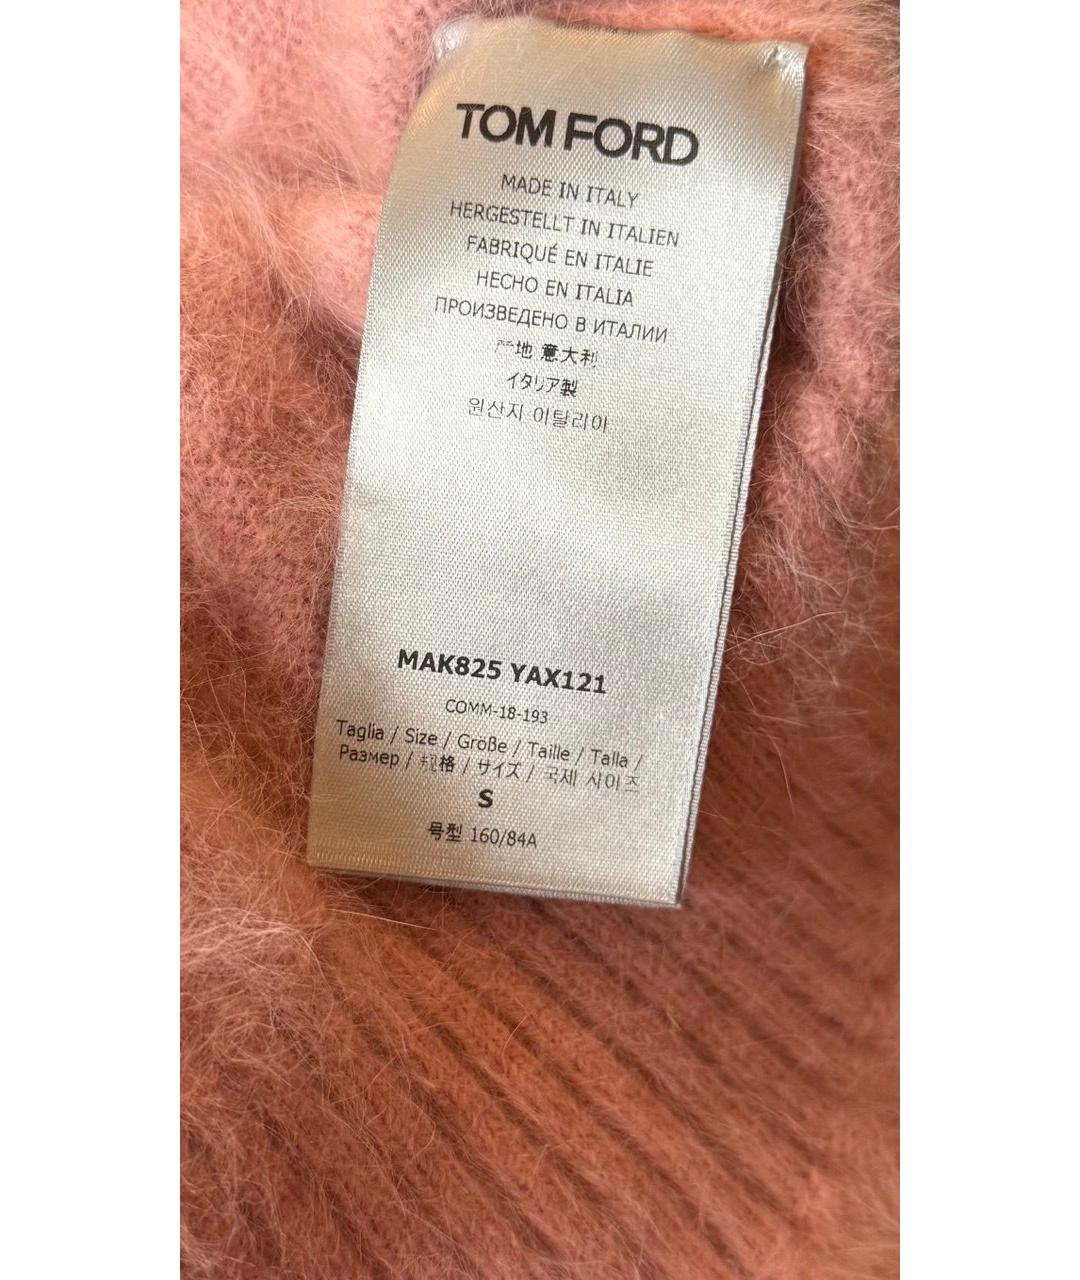 TOM FORD
MADE IN ITALY
HERGESTELLT IN ITALIEN
FABRIQUÉ EN ITALIE
HECHO EN ITALIA
ПРОИЗВЕДЕНО В ИТАЛИИ
产地 意大利
イタリア製
원산지 이탈리아
MAK825 YAX121
COMM-18-193
Taglia / Size / Größe / Taille / Talla /
Размер / 规格 / サイズ / 국제 사이즈
S
号型 160/84A